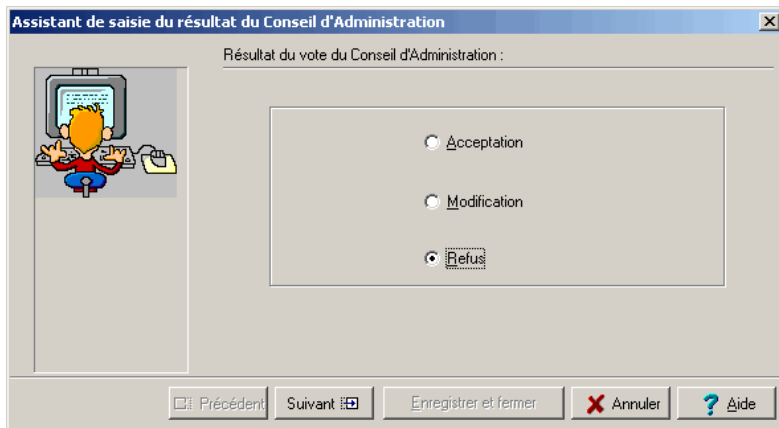 Assistant de saisie du résultat du Conseil d'Administration
Résultat du vote du Conseil d'Administration :
Acceptation
Modification
Refus
Précédent Suivant Enregistrer et fermer Annuler Aide